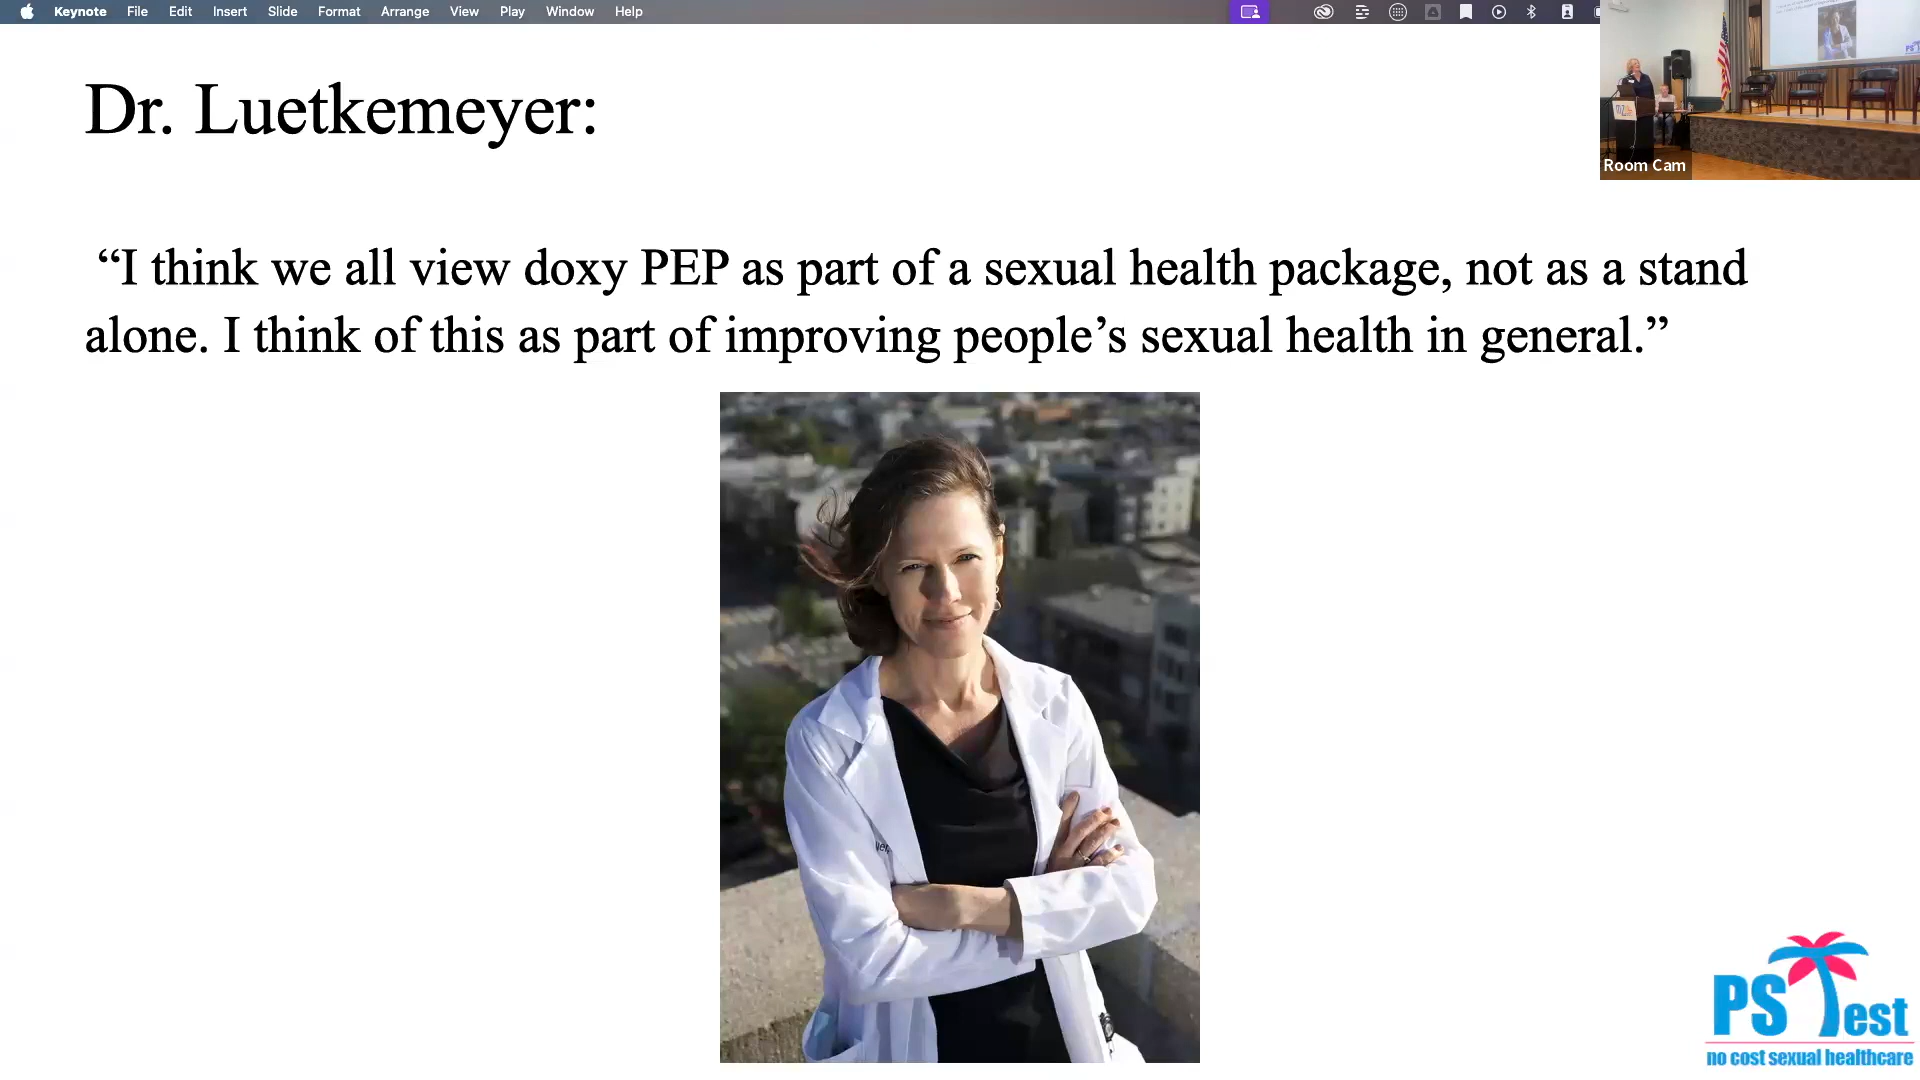 Keynote File Edit Insert Slide Format Arrange View Play Window Help
Room Cam
Dr. Luetkemeyer:
“I think we all view doxy PEP as part of a sexual health package, not as a stand
alone. I think of this as part of improving people’s sexual health in general.”
PS Test
no cost sexual healthcare